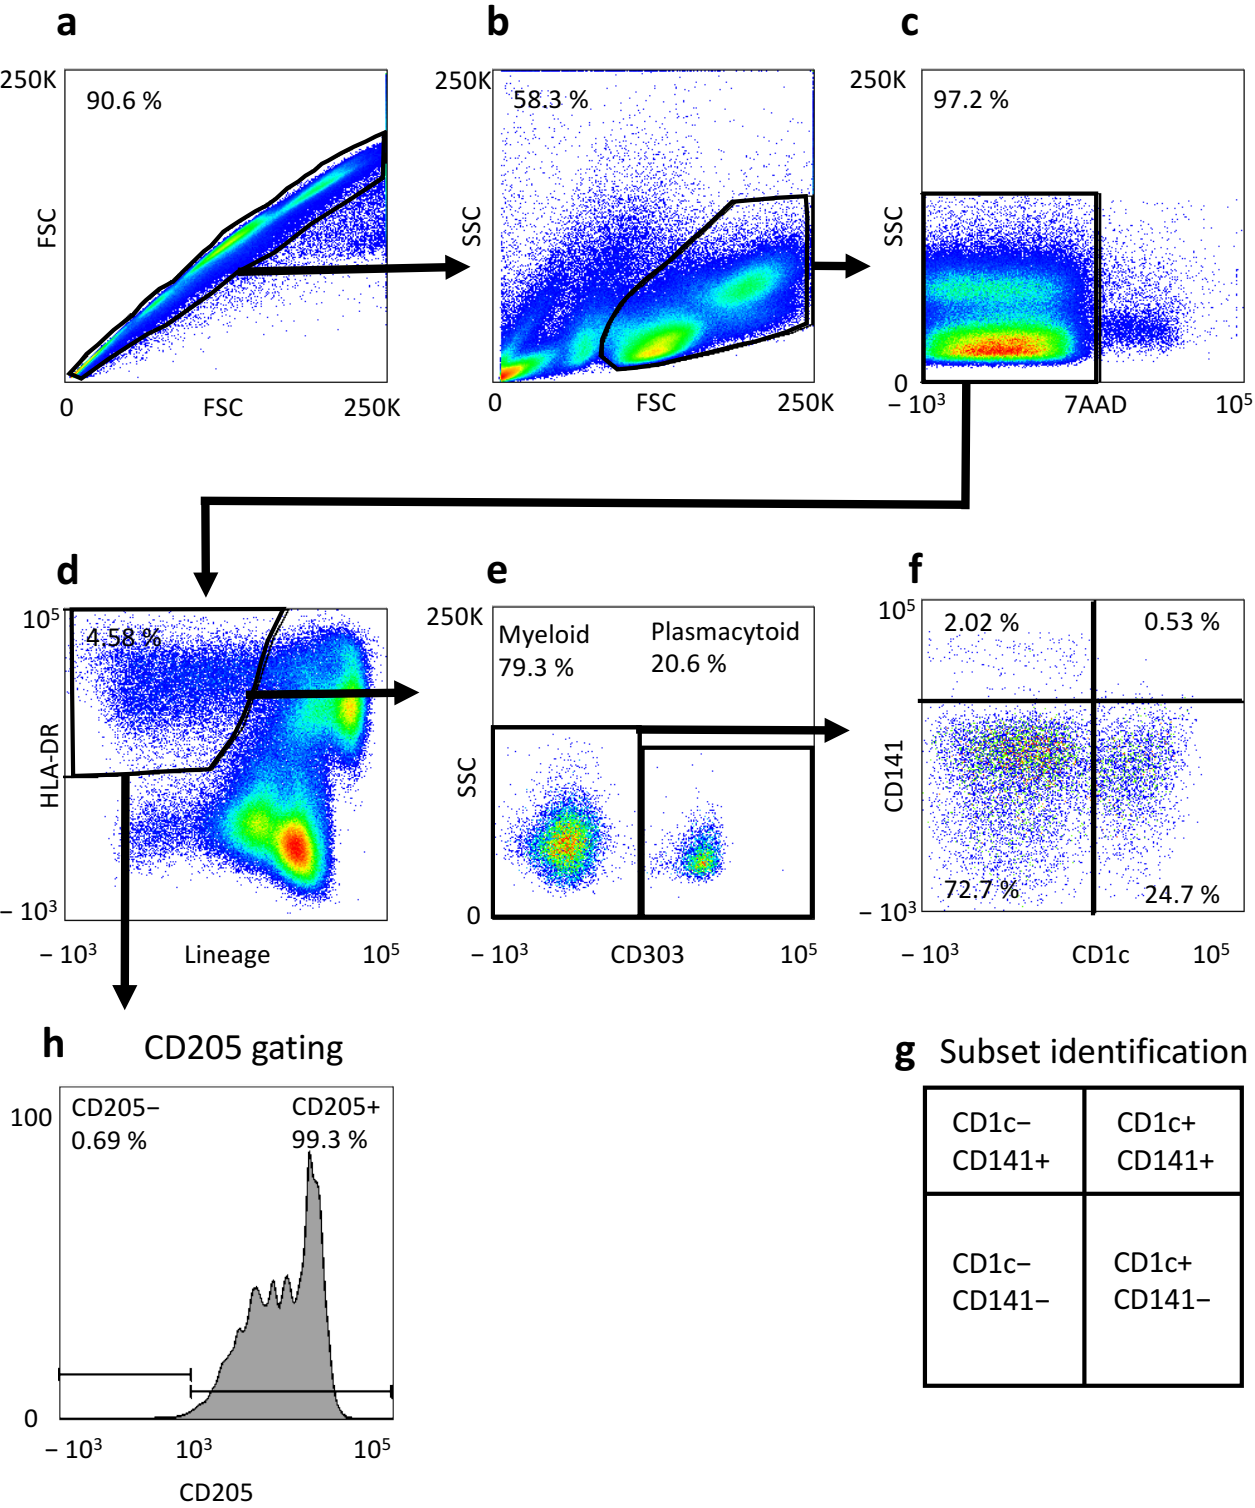 a
250K
90.6 %
FSC
0
FSC
250K
b
250K
58.3 %
SSC
0
FSC
250K
c
250K
97.2 %
SSC
0
− 10³
7AAD
10⁵
d
10⁵
4.58 %
HLA-DR
− 10³
− 10³
Lineage
10⁵
e
250K
Myeloid
79.3 %
Plasmacytoid
20.6 %
SSC
0
− 10³
CD303
10⁵
f
10⁵
2.02 %
0.53 %
CD141
72.7 %
24.7 %
− 10³
− 10³
CD1c
10⁵
h
CD205 gating
100
CD205−
0.69 %
CD205+
99.3 %
0
− 10³
10³
10⁵
CD205
g
Subset identification
CD1c−
CD141+
CD1c+
CD141+
CD1c−
CD141−
CD1c+
CD141−